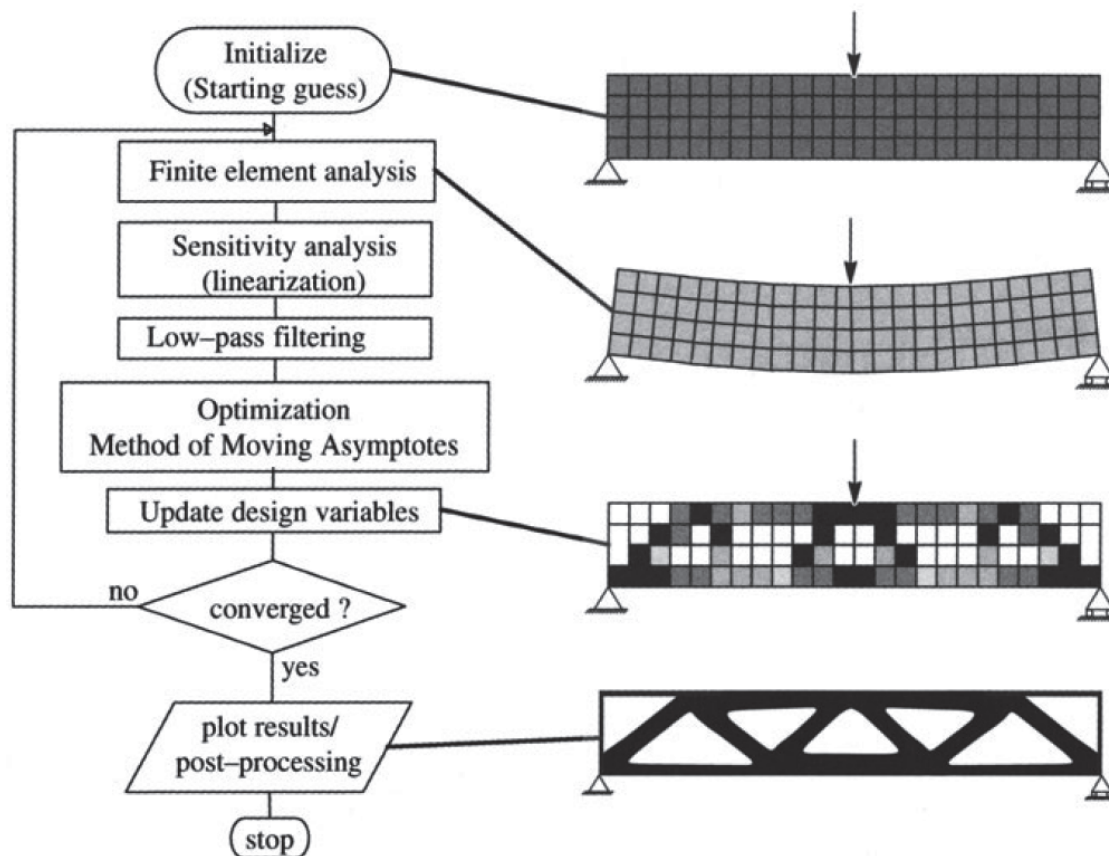 Initialize
(Starting guess)
Finite element analysis
Sensitivity analysis
(linearization)
Low–pass filtering
Optimization
Method of Moving Asymptotes
Update design variables
no
converged ?
yes
plot results/
post–processing
stop